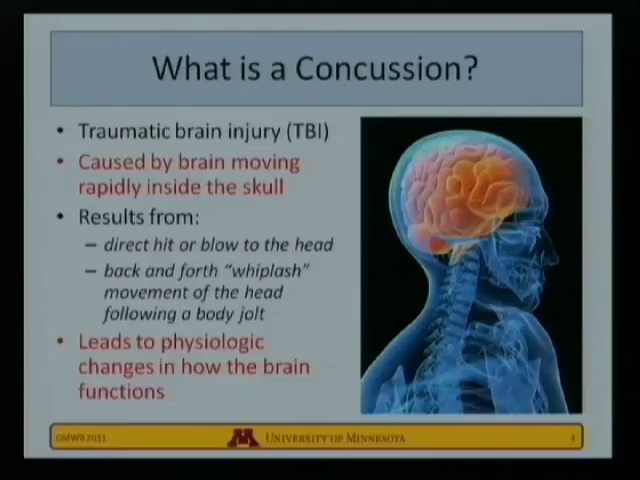 What is a Concussion?
• Traumatic brain injury (TBI)
• Caused by brain moving
rapidly inside the skull
• Results from:
– direct hit or blow to the head
– back and forth “whiplash”
movement of the head
following a body jolt
• Leads to physiologic
changes in how the brain
functions
M UNIVERSITY OF MINNESOTA
4